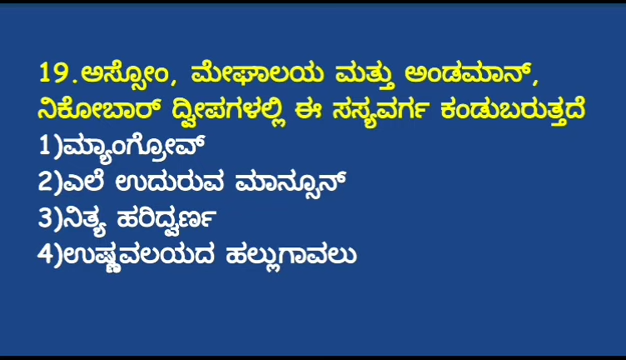 19.ಅಸ್ಸೋಂ, ಮೇಘಾಲಯ ಮತ್ತು ಅಂಡಮಾನ್,
ನಿಕೋಬಾರ್ ದ್ವೀಪಗಳಲ್ಲಿ ಈ ಸಸ್ಯವರ್ಗ ಕಂಡುಬರುತ್ತದೆ
1)ಮ್ಯಾಂಗ್ರೋವ್
2)ಎಲೆ ಉದುರುವ ಮಾನ್ಸೂನ್
3)ನಿತ್ಯ ಹರಿದ್ವರ್ಣ
4)ಉಷ್ಣವಲಯದ ಹಲ್ಲುಗಾವಲು